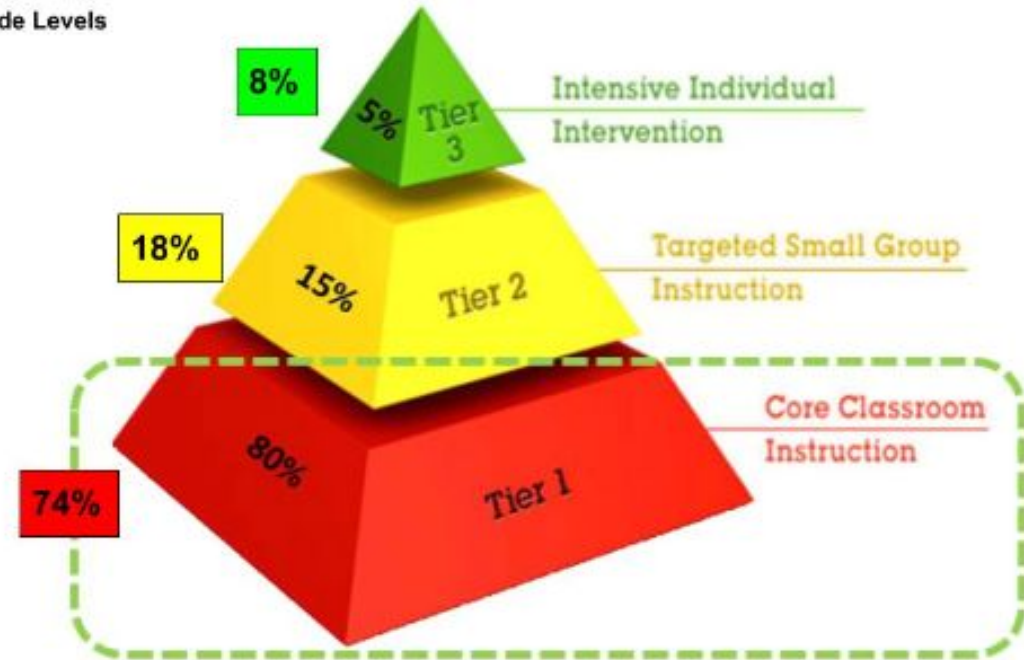 de Levels
8%
5%
Tier
3
Intensive Individual
Intervention
18%
15%
Tier 2
Targeted Small Group
Instruction
74%
80%
Tier 1
Core Classroom
Instruction